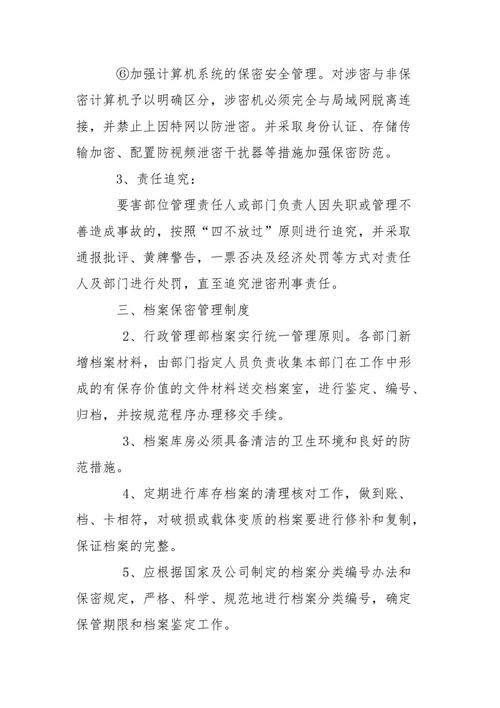 ⑥加强计算机系统的保密安全管理。对涉密与非保
密计算机予以明确区分，涉密机必须完全与局域网脱离连
接，并禁止上因特网以防泄密。并采取身份认证、存储传
输加密、配置防视频泄密干扰器等措施加强保密防范。
3、责任追究：
要害部位管理责任人或部门负责人因失职或管理不
善造成事故的，按照“四不放过”原则进行追究，并采取
通报批评、黄牌警告，一票否决及经济处罚等方式对责任
人及部门进行处罚，直至追究泄密刑事责任。
三、档案保密管理制度
2、行政管理部档案实行统一管理原则。各部门新
增档案材料，由部门指定人员负责收集本部门在工作中形
成的有保存价值的文件材料送交档案室，进行鉴定、编号、
归档，并按规范程序办理移交手续。
3、档案库房必须具备清洁的卫生环境和良好的防
范措施。
4、定期进行库存档案的清理核对工作，做到账、
档、卡相符，对破损或载体变质的档案要进行修补和复制，
保证档案的完整。
5、应根据国家及公司制定的档案分类编号办法和
保密规定，严格、科学、规范地进行档案分类编号，确定
保管期限和档案鉴定工作。